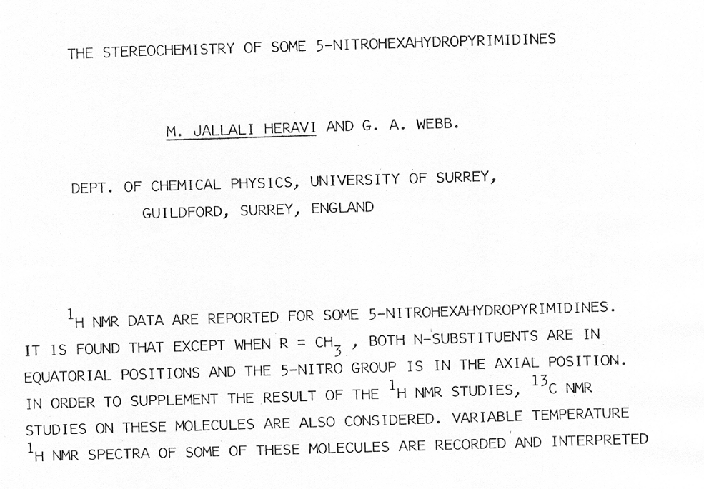 THE STEREOCHEMISTRY OF SOME 5-NITROHEXAHYDROPYRIMIDINES
M. JALLALI HERAVI AND G. A. WEBB.
DEPT. OF CHEMICAL PHYSICS, UNIVERSITY OF SURREY,
GUILDFORD, SURREY, ENGLAND
¹H NMR DATA ARE REPORTED FOR SOME 5-NITROHEXAHYDROPYRIMIDINES.
IT IS FOUND THAT EXCEPT WHEN R = CH₃ , BOTH N-SUBSTITUENTS ARE IN
EQUATORIAL POSITIONS AND THE 5-NITRO GROUP IS IN THE AXIAL POSITION.
IN ORDER TO SUPPLEMENT THE RESULT OF THE ¹H NMR STUDIES, ¹³C NMR
STUDIES ON THESE MOLECULES ARE ALSO CONSIDERED. VARIABLE TEMPERATURE
¹H NMR SPECTRA OF SOME OF THESE MOLECULES ARE RECORDED AND INTERPRETED